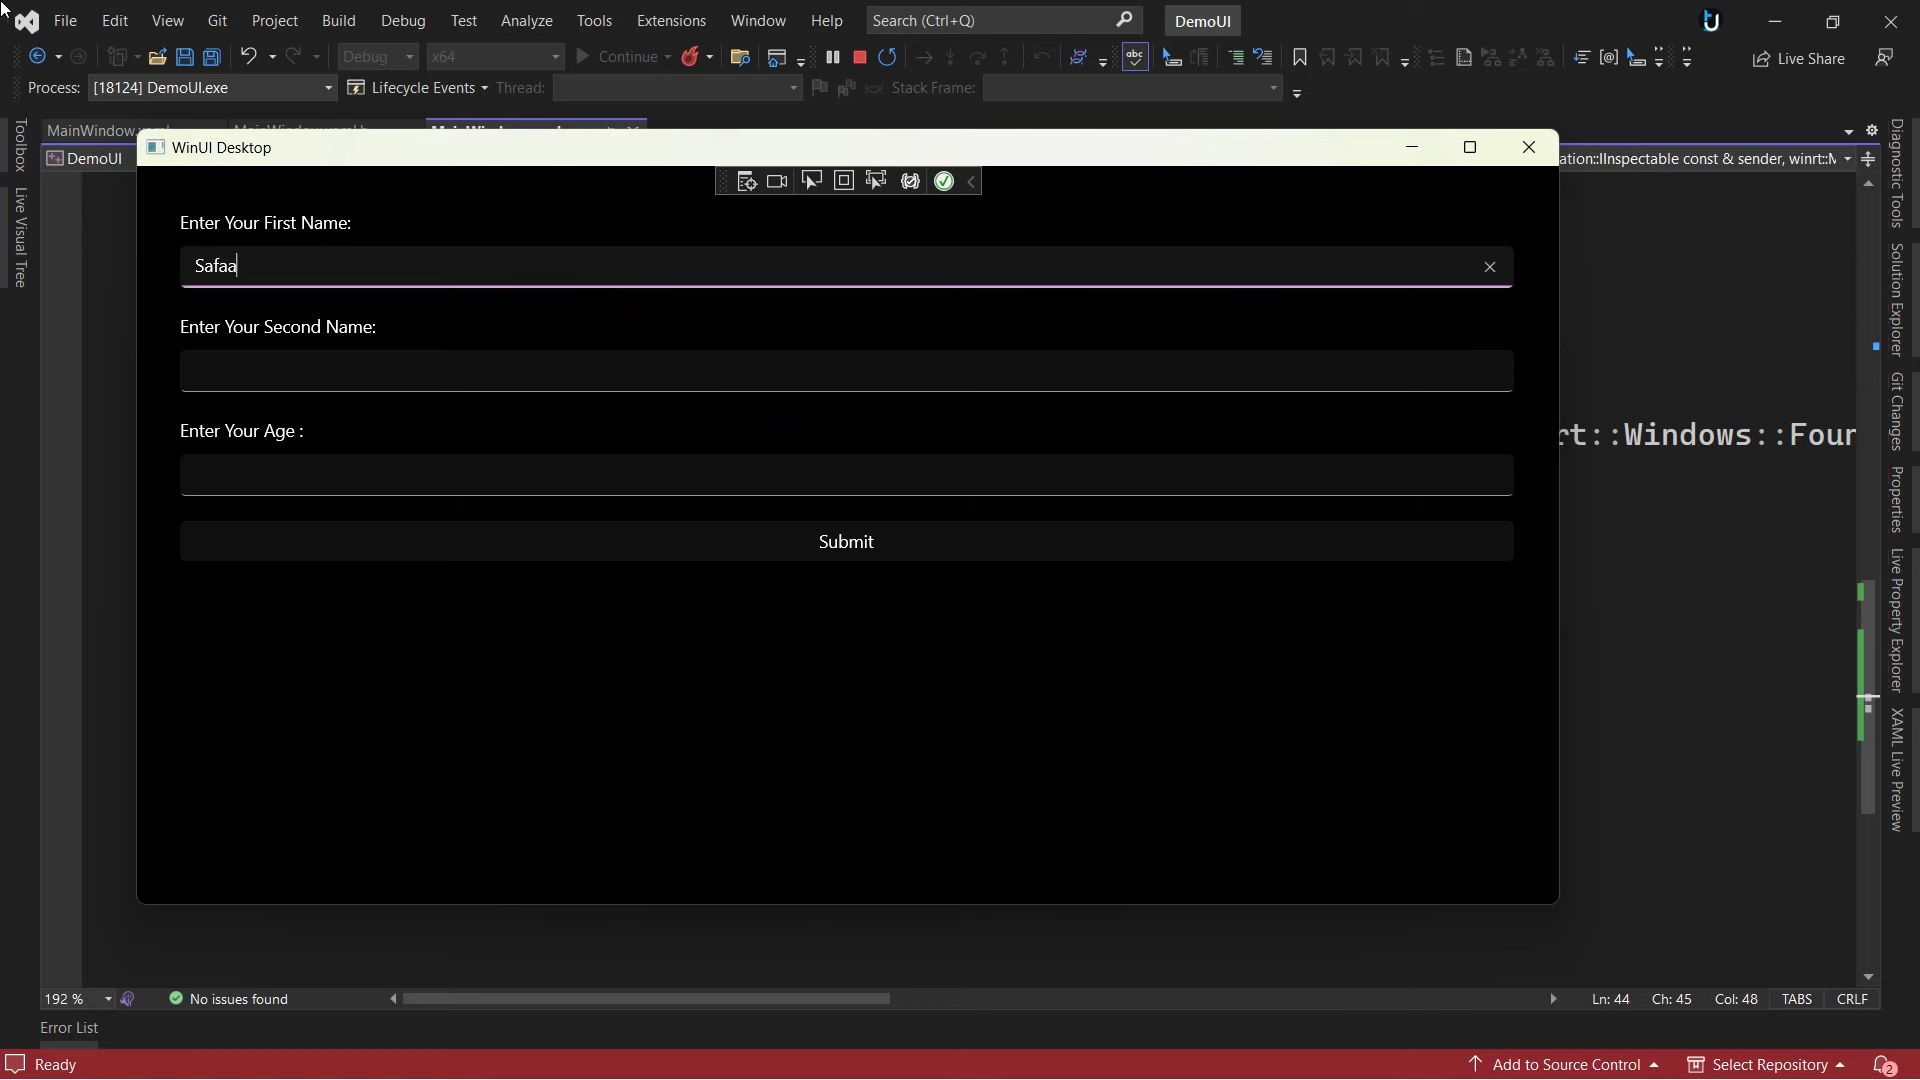 File Edit View Git Project Build Debug Test Analyze Tools Extensions Window Help Search (Ctrl+Q) DemoUI
Debug x64 Continue abc Live Share
Process: [18124] DemoUI.exe Lifecycle Events Thread: Stack Frame:
DemoUI
ation::IInspectable const & sender, winrt::M
Toolbox
Live Visual Tree
WinUI Desktop
Enter Your First Name:
Safaa
Enter Your Second Name:
Enter Your Age :
Submit
rt::Windows::Foun
Diagnostic Tools
Solution Explorer
Git Changes
Properties
Live Property Explorer
XAML Live Preview
192 % No issues found Ln: 44 Ch: 45 Col: 48 TABS CRLF
Error List
Ready Add to Source Control Select Repository 2